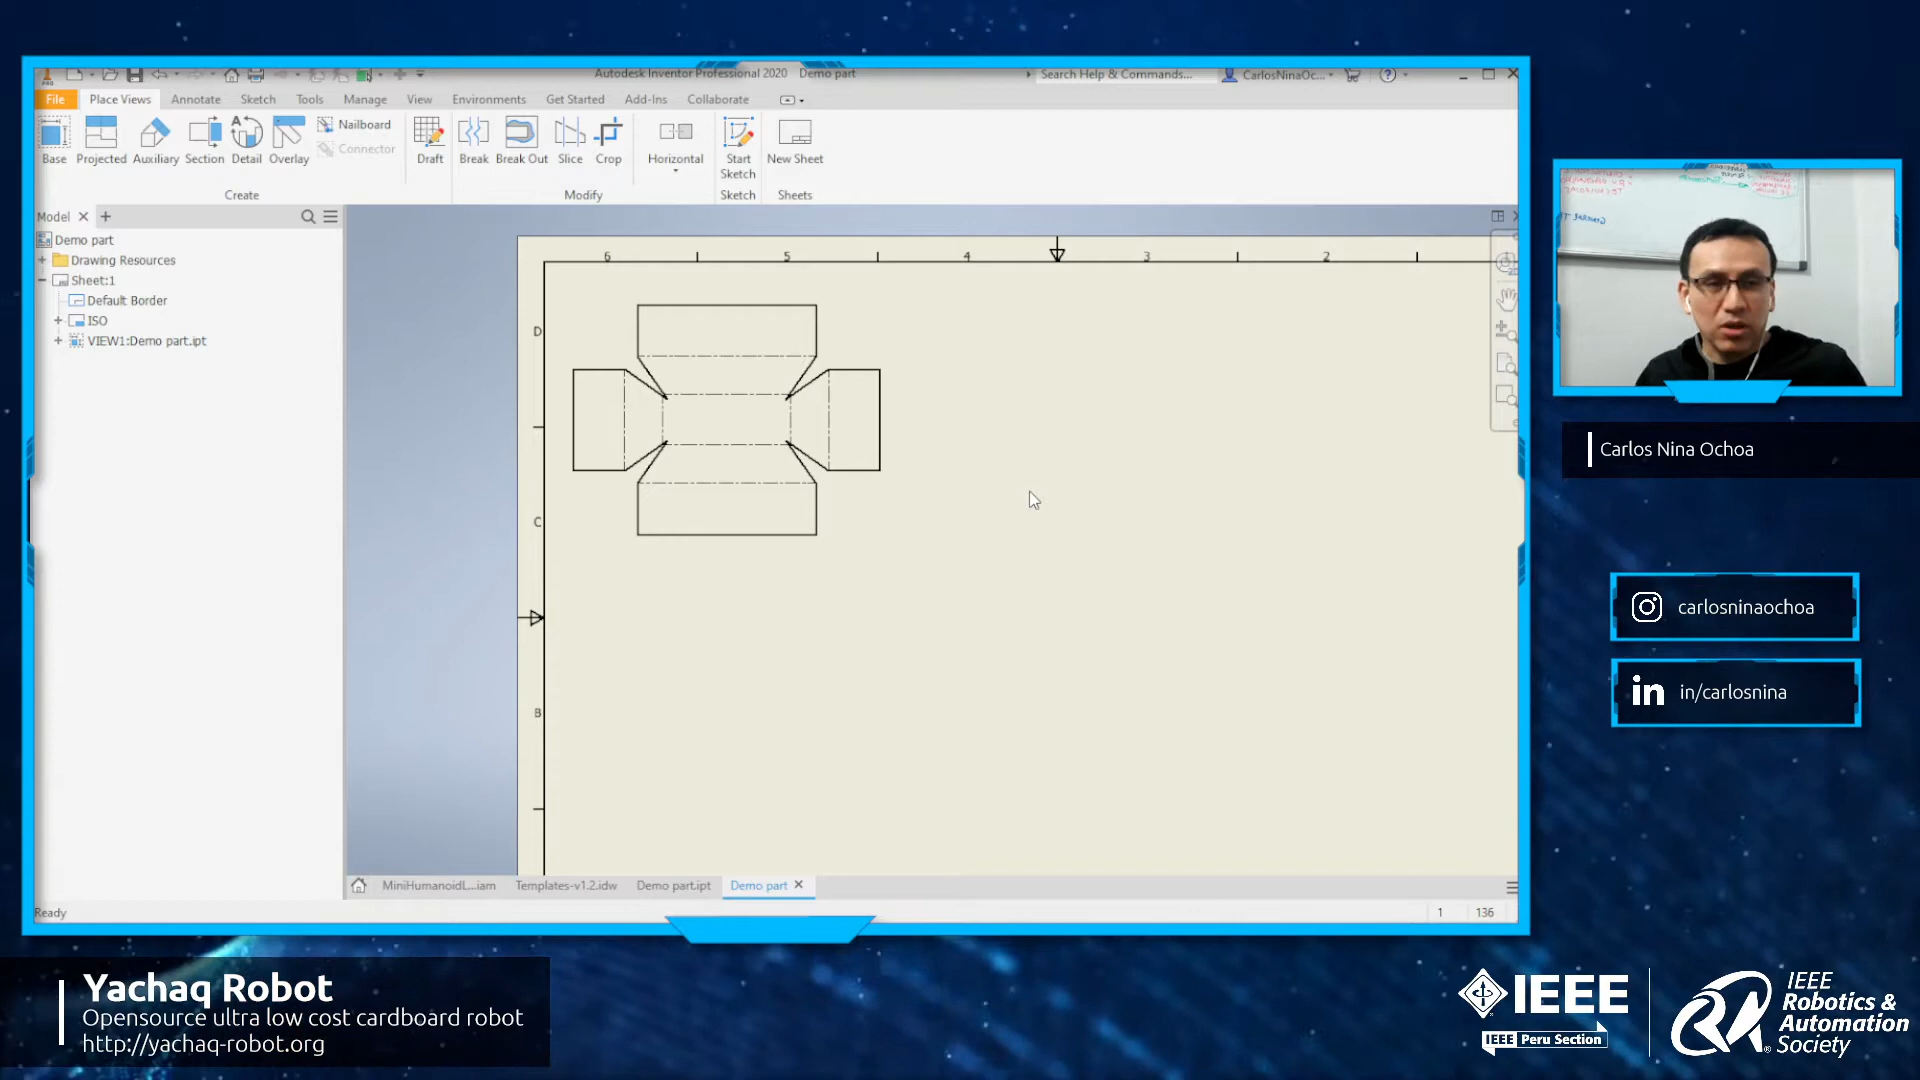 Autodesk Inventor Professional 2020 Demo part
Search Help & Commands...
CarlosNinaOc...
File Place Views Annotate Sketch Tools Manage View Environments Get Started Add-Ins Collaborate
Base Projected Auxiliary Section Detail Overlay
Nailboard
Connector
Draft Break Break Out Slice Crop Horizontal
Start Sketch
New Sheet
Create Modify Sketch Sheets
Model
Demo part
Drawing Resources
Sheet:1
Default Border
ISO
VIEW1:Demo part.ipt
6 5 4 3 2
D
C
B
MiniHumanoidL...iam Templates-v1.2.idw Demo part.ipt Demo part
Ready
1 136
Carlos Nina Ochoa
carlosninaochoa
in/carlosnina
Yachaq Robot
Opensource ultra low cost cardboard robot
http://yachaq-robot.org
IEEE
IEEE Peru Section
IEEE
Robotics &
Automation
Society